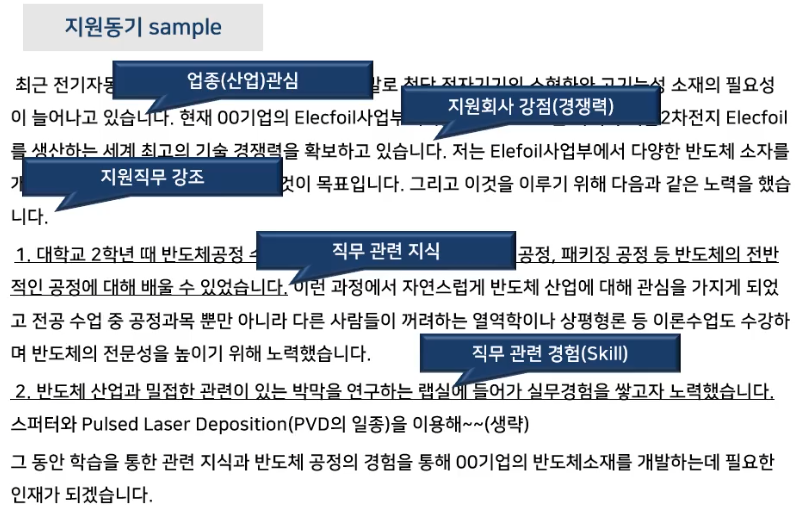 지원동기 sample
업종(산업)관심
최근 전기자동 말로 첨단 전자기기의 소형화와 고기능성 소재의 필요성
지원회사 강점(경쟁력)
이 늘어나고 있습니다. 현재 00기업의 Elecfoil사업부 2차전지 Elecfoil
를 생산하는 세계 최고의 기술 경쟁력을 확보하고 있습니다. 저는 Elefoil사업부에서 다양한 반도체 소자를
지원직무 강조
것이 목표입니다. 그리고 이것을 이루기 위해 다음과 같은 노력을 했습
니다.
직무 관련 지식
1. 대학교 2학년 때 반도체공정 수 공정, 패키징 공정 등 반도체의 전반
적인 공정에 대해 배울 수 있었습니다. 이런 과정에서 자연스럽게 반도체 산업에 대해 관심을 가지게 되었
고 전공 수업 중 공정과목 뿐만 아니라 다른 사람들이 꺼려하는 열역학이나 상평형론 등 이론수업도 수강하
며 반도체의 전문성을 높이기 위해 노력했습니다.
직무 관련 경험(Skill)
2. 반도체 산업과 밀접한 관련이 있는 박막을 연구하는 랩실에 들어가 실무경험을 쌓고자 노력했습니다.
스퍼터와 Pulsed Laser Deposition(PVD의 일종)을 이용해~~(생략)
그 동안 학습을 통한 관련 지식과 반도체 공정의 경험을 통해 00기업의 반도체소재를 개발하는데 필요한
인재가 되겠습니다.